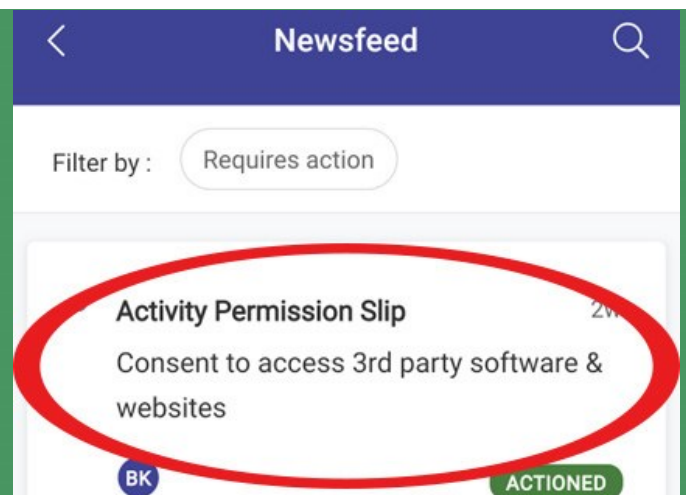 Newsfeed
Filter by :
Requires action
Activity Permission Slip
Consent to access 3rd party software &
websites
BK
ACTIONED